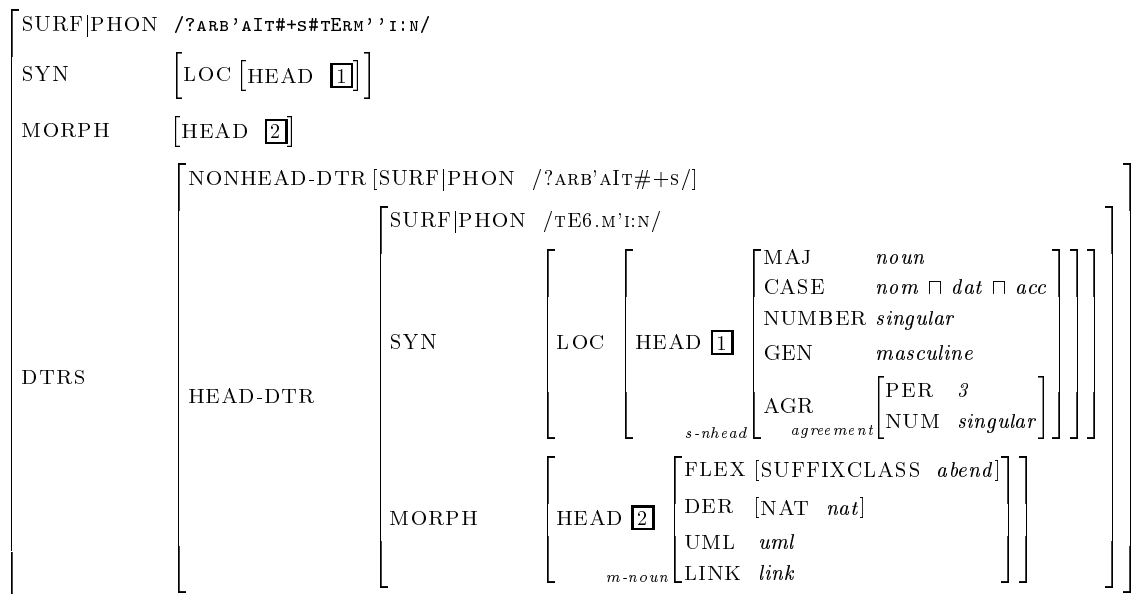 SURF|PHON /?ARB'AIT#+S#TERM''I:N/
SYN [LOC [HEAD 1]]
MORPH [HEAD 2]
NONHEAD-DTR [SURF|PHON /?ARB'AIT#+S/]
SURF|PHON /TE6.M'I:N/
MAJ noun
CASE nom ⊓ dat ⊓ acc
NUMBER singular
SYN LOC HEAD 1 GEN masculine
DTRS
HEAD-DTR
PER 3
AGR
NUM singular
s-nhead agreement
FLEX [SUFFIXCLASS abend]
DER [NAT nat]
MORPH HEAD 2
UML uml
LINK link
m-noun